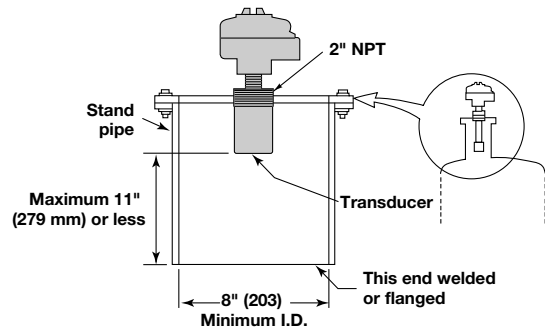 2" NPT
Stand
pipe
Maximum 11"
(279 mm) or less
Transducer
This end welded
or flanged
8" (203)
Minimum I.D.